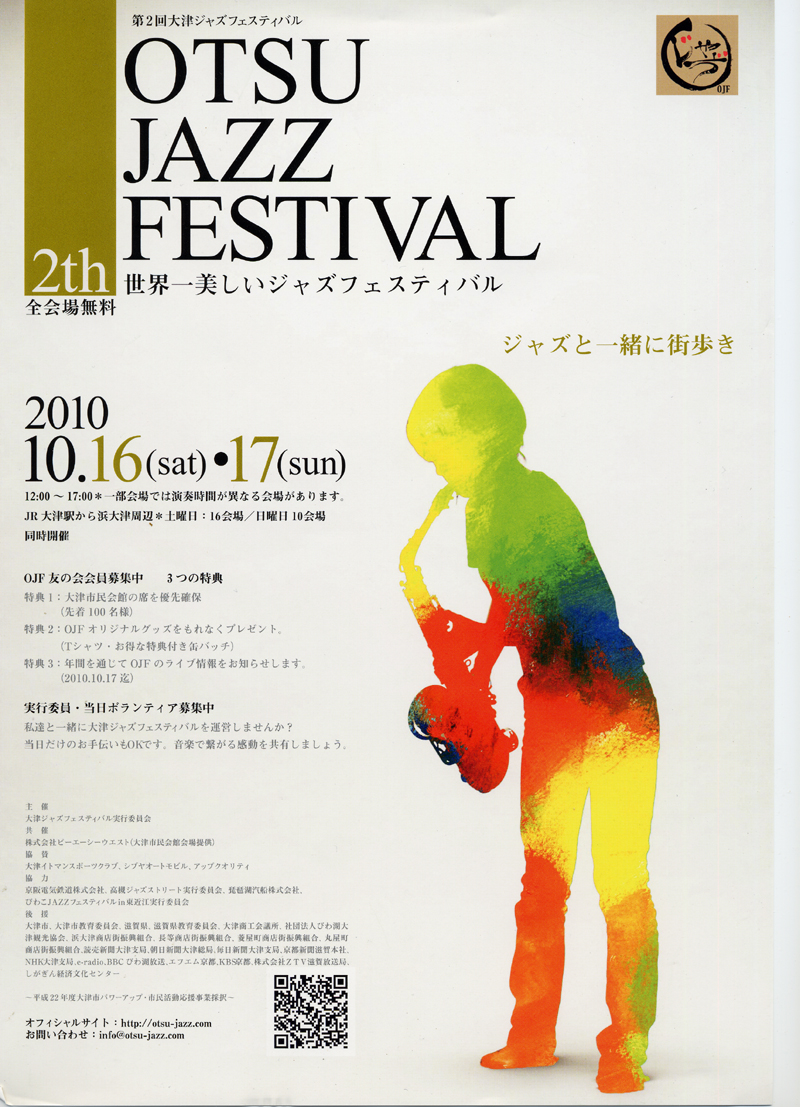 第2回大津ジャズフェスティバル
OTSU
JAZZ
FESTIVAL
2th
世界一美しいジャズフェスティバル
全会場無料
じゃず
OJF
ジャズと一緒に街歩き
2010
10.16(sat)•17(sun)
12:00 〜 17:00＊一部会場では演奏時間が異なる会場があります。
JR 大津駅から浜大津周辺＊土曜日：16会場／日曜日 10会場
同時開催
OJF 友の会会員募集中　3つの特典
特典1：大津市民会館の席を優先確保
（先着100名様）
特典2：OJF オリジナルグッズをもれなくプレゼント。
（Tシャツ・お得な特典付き缶バッチ）
特典3：年間を通じて OJF のライブ情報をお知らせします。
（2010.10.17 迄）
実行委員・当日ボランティア募集中
私達と一緒に大津ジャズフェスティバルを運営しませんか？
当日だけのお手伝いもOKです。音楽で繋がる感動を共有しましょう。
主　催
大津ジャズフェスティバル実行委員会
共　催
株式会社ピーエーシーウエスト(大津市民会館会場提供)
協　賛
大津イトマンスポーツクラブ、シブヤオートモビル、アップクオリティ
協　力
京阪電気鉄道株式会社、高槻ジャズストリート実行委員会、琵琶湖汽船株式会社、
びわこJAZZフェスティバル in 東近江実行委員会
後　援
大津市、大津市教育委員会、滋賀県、滋賀県教育委員会、大津商工会議所、社団法人びわ湖大
津観光協会、浜大津商店街振興組合、長等商店街振興組合、菱屋町商店街振興組合、丸屋町
商店街振興組合、読売新聞大津支局、朝日新聞大津総局、毎日新聞大津支局、京都新聞滋賀本社、
NHK大津支局、e-radio、BBC びわ湖放送、エフエム京都、KBS京都、株式会社ZTV滋賀放送局、
しがぎん経済文化センター
〜平成22年度大津市パワーアップ・市民活動応援事業採択〜
オフィシャルサイト：http://otsu-jazz.com
お問い合わせ：info@otsu-jazz.com